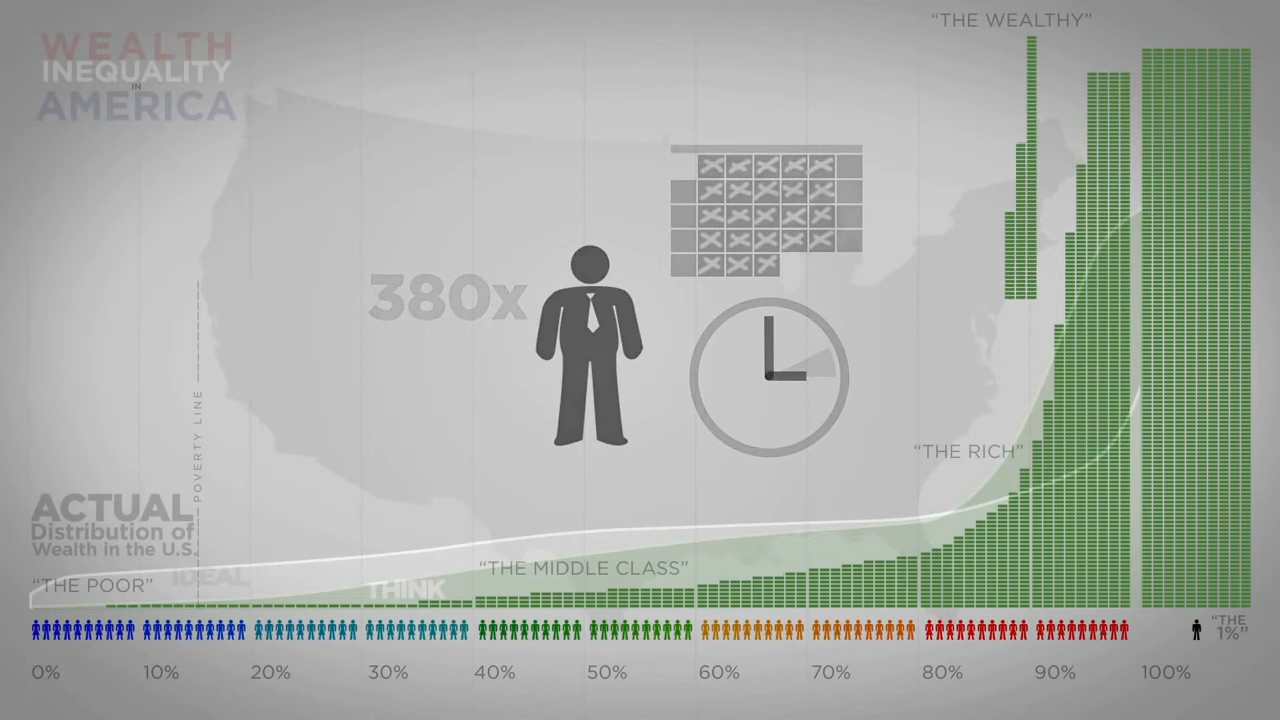 WEALTH
INEQUALITY
IN
AMERICA
“THE WEALTHY”
380x
POVERTY LINE
“THE RICH”
ACTUAL
Distribution of
Wealth in the U.S.
“THE POOR”
IDEAL
THINK
“THE MIDDLE CLASS”
“THE
1%”
0% 10% 20% 30% 40% 50% 60% 70% 80% 90% 100%